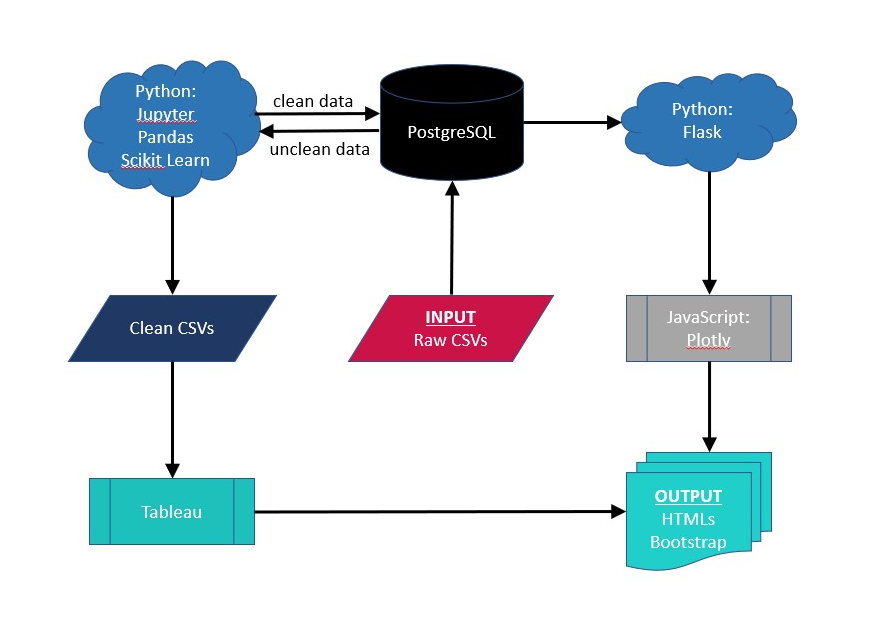 Python:
Jupyter
Pandas
Scikit Learn
clean data
unclean data
PostgreSQL
Python:
Flask
Clean CSVs
INPUT
Raw CSVs
JavaScript:
Plotly
Tableau
OUTPUT
HTMLs
Bootstrap